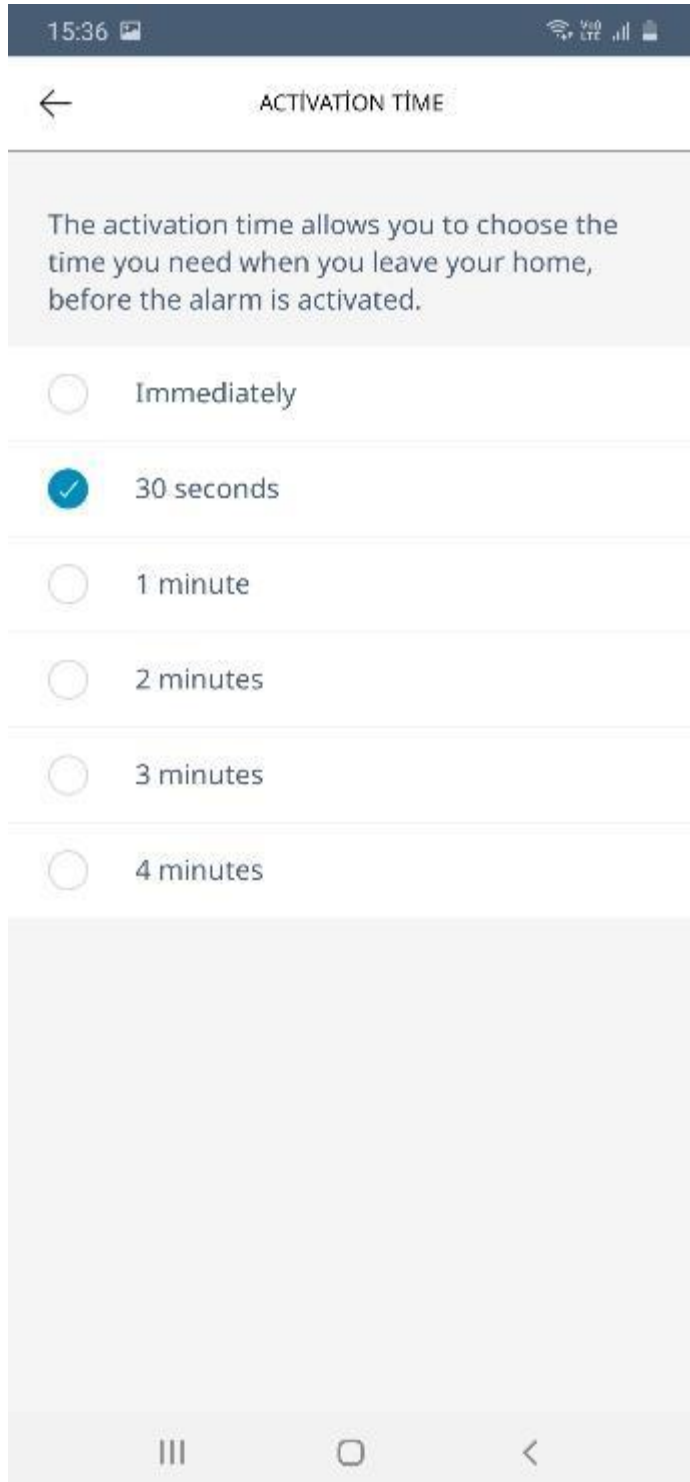 15:36
Vo))
LTE
ACTİVATİON TİME
The activation time allows you to choose the
time you need when you leave your home,
before the alarm is activated.
Immediately
30 seconds
1 minute
2 minutes
3 minutes
4 minutes